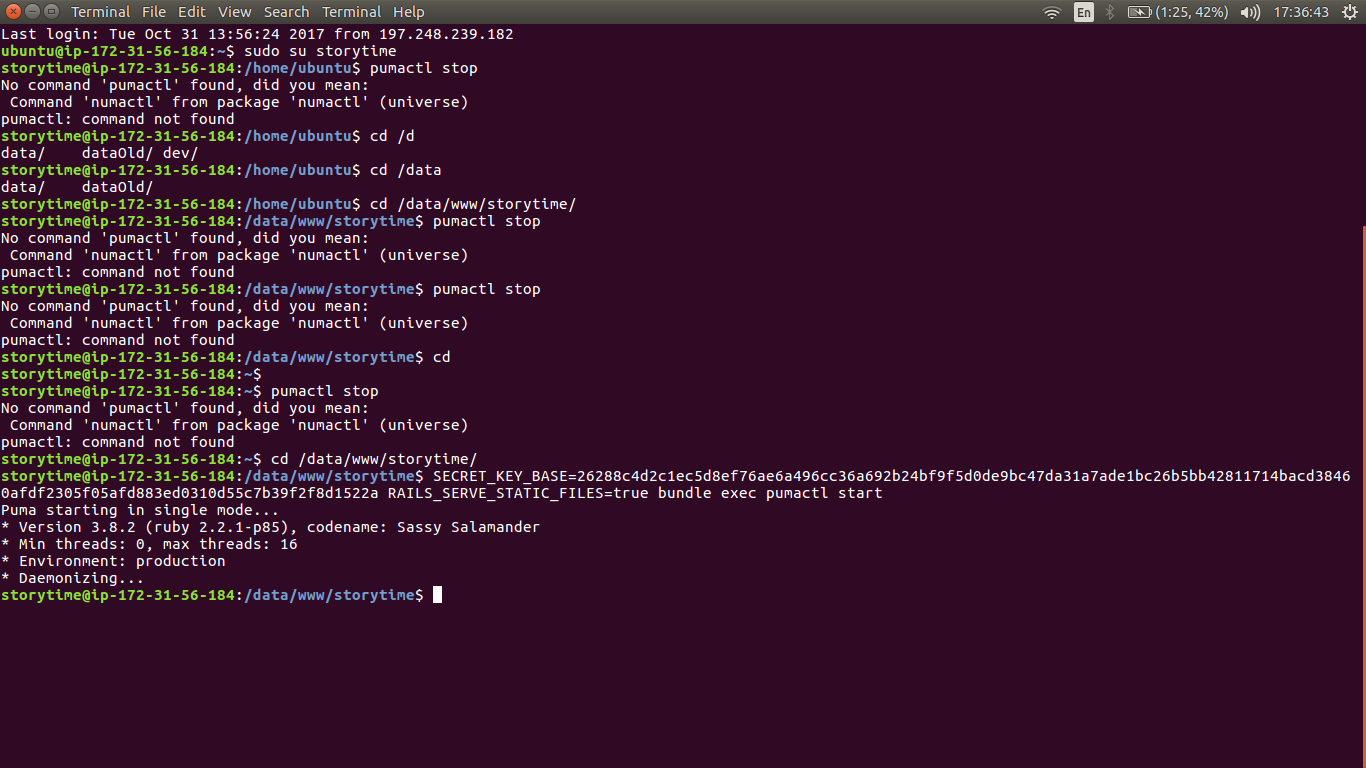 Terminal File Edit View Search Terminal Help En (1:25, 42%) 17:36:43
Last login: Tue Oct 31 13:56:24 2017 from 197.248.239.182
ubuntu@ip-172-31-56-184:~$ sudo su storytime
storytime@ip-172-31-56-184:/home/ubuntu$ pumactl stop
No command 'pumactl' found, did you mean:
 Command 'numactl' from package 'numactl' (universe)
pumactl: command not found
storytime@ip-172-31-56-184:/home/ubuntu$ cd /d
data/    dataOld/ dev/
storytime@ip-172-31-56-184:/home/ubuntu$ cd /data
data/    dataOld/
storytime@ip-172-31-56-184:/home/ubuntu$ cd /data/www/storytime/
storytime@ip-172-31-56-184:/data/www/storytime$ pumactl stop
No command 'pumactl' found, did you mean:
 Command 'numactl' from package 'numactl' (universe)
pumactl: command not found
storytime@ip-172-31-56-184:/data/www/storytime$ pumactl stop
No command 'pumactl' found, did you mean:
 Command 'numactl' from package 'numactl' (universe)
pumactl: command not found
storytime@ip-172-31-56-184:/data/www/storytime$ cd
storytime@ip-172-31-56-184:~$
storytime@ip-172-31-56-184:~$ pumactl stop
No command 'pumactl' found, did you mean:
 Command 'numactl' from package 'numactl' (universe)
pumactl: command not found
storytime@ip-172-31-56-184:~$ cd /data/www/storytime/
storytime@ip-172-31-56-184:/data/www/storytime$ SECRET_KEY_BASE=26288c4d2c1ec5d8ef76ae6a496cc36a692b24bf9f5d0de9bc47da31a7ade1bc26b5bb42811714bacd3846
0afdf2305f05afd883ed0310d55c7b39f2f8d1522a RAILS_SERVE_STATIC_FILES=true bundle exec pumactl start
Puma starting in single mode...
* Version 3.8.2 (ruby 2.2.1-p85), codename: Sassy Salamander
* Min threads: 0, max threads: 16
* Environment: production
* Daemonizing...
storytime@ip-172-31-56-184:/data/www/storytime$